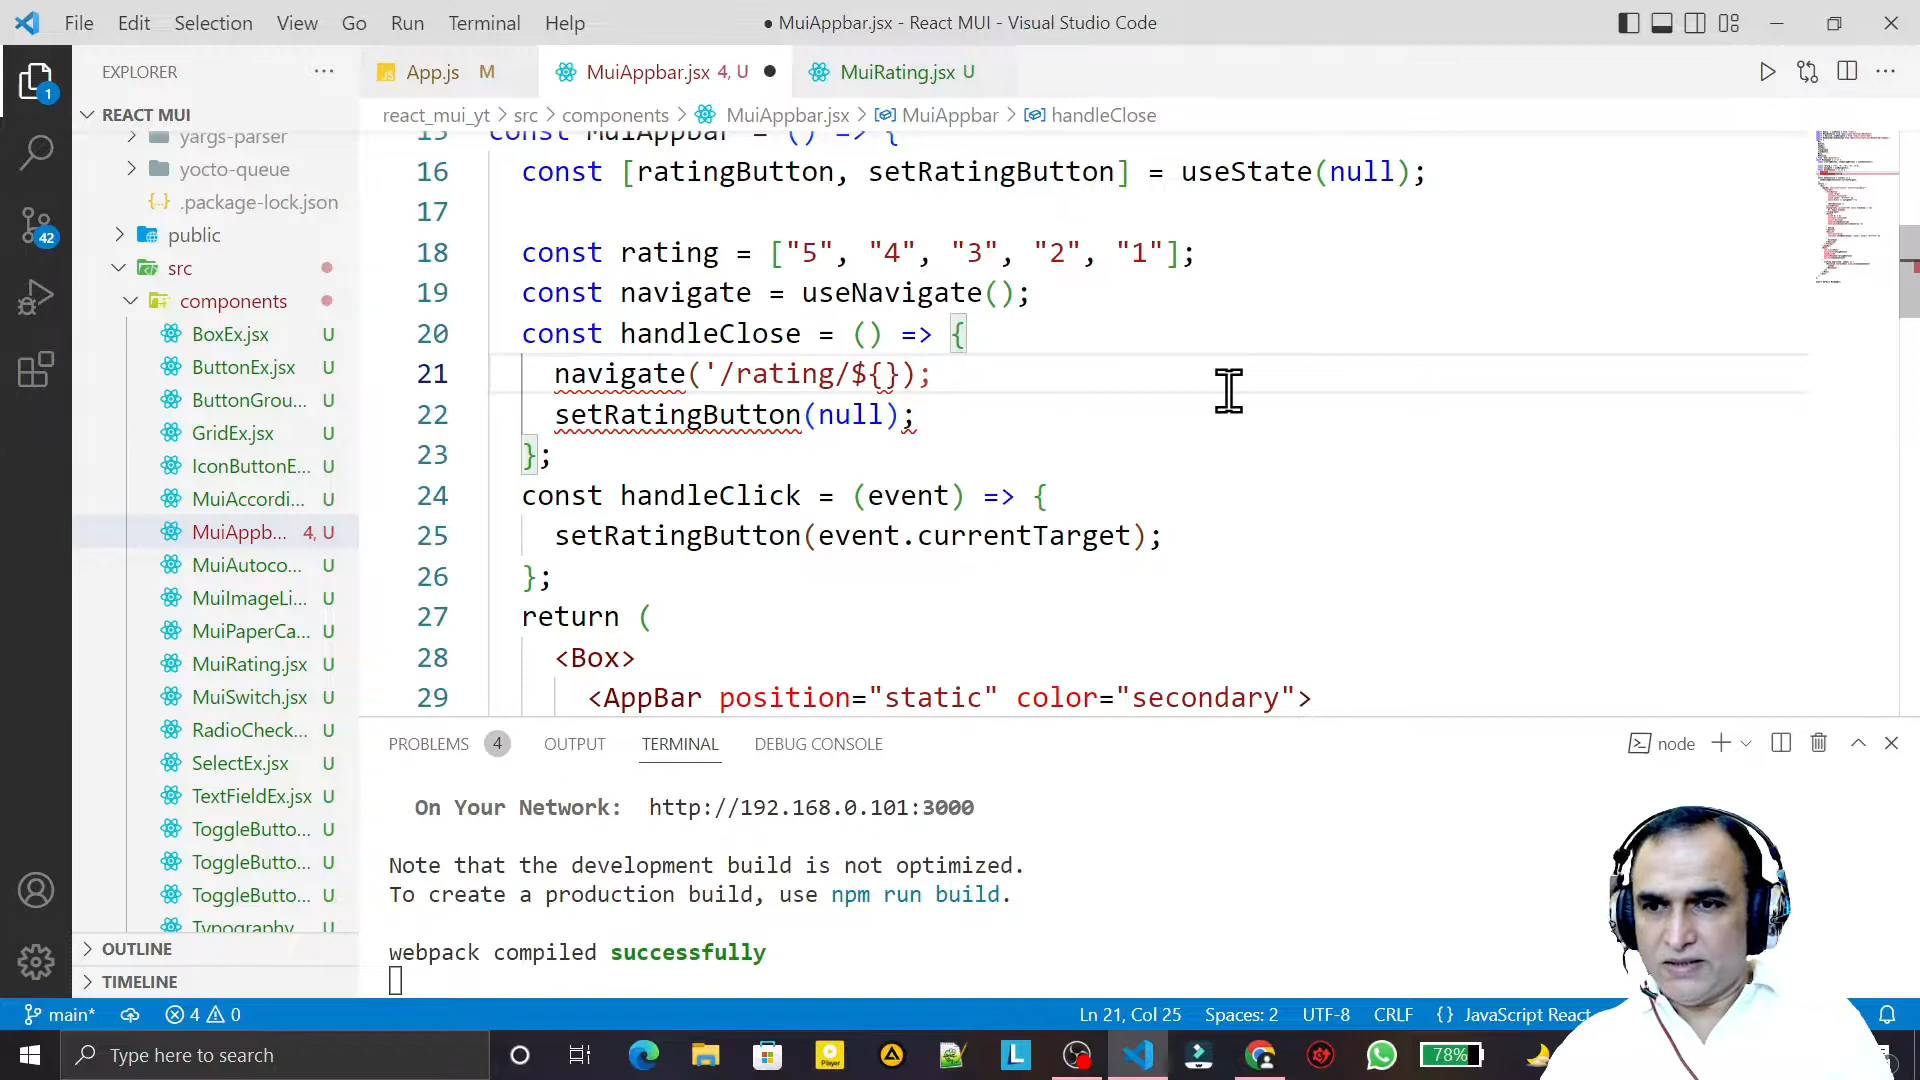 File Edit Selection View Go Run Terminal Help
● MuiAppbar.jsx - React MUI - Visual Studio Code
EXPLORER
App.js M
MuiAppbar.jsx 4, U
MuiRating.jsx U
1
REACT MUI
react_mui_yt > src > components > MuiAppbar.jsx > MuiAppbar > handleClose
yargs-parser
yocto-queue
.package-lock.json
public
src
components
BoxEx.jsx U
ButtonEx.jsx U
ButtonGrou... U
GridEx.jsx U
IconButtonE... U
MuiAccordi... U
MuiAppb... 4, U
MuiAutoco... U
MuiImageLi... U
MuiPaperCa... U
MuiRating.jsx U
MuiSwitch.jsx U
RadioCheck... U
SelectEx.jsx U
TextFieldEx.jsx U
ToggleButto... U
ToggleButto... U
ToggleButto... U
Typography U
OUTLINE
TIMELINE
42
15 const MuiAppbar = () => {
16 const [ratingButton, setRatingButton] = useState(null);
17
18 const rating = ["5", "4", "3", "2", "1"];
19 const navigate = useNavigate();
20 const handleClose = () => {
21 navigate('/rating/${});
22 setRatingButton(null);
23 };
24 const handleClick = (event) => {
25 setRatingButton(event.currentTarget);
26 };
27 return (
28 <Box>
29 <AppBar position="static" color="secondary">
PROBLEMS 4 OUTPUT TERMINAL DEBUG CONSOLE
node
On Your Network: http://192.168.0.101:3000
Note that the development build is not optimized.
To create a production build, use npm run build.
webpack compiled successfully
main* 4 0
Ln 21, Col 25 Spaces: 2 UTF-8 CRLF {} JavaScript React
Type here to search
Player
L
78%